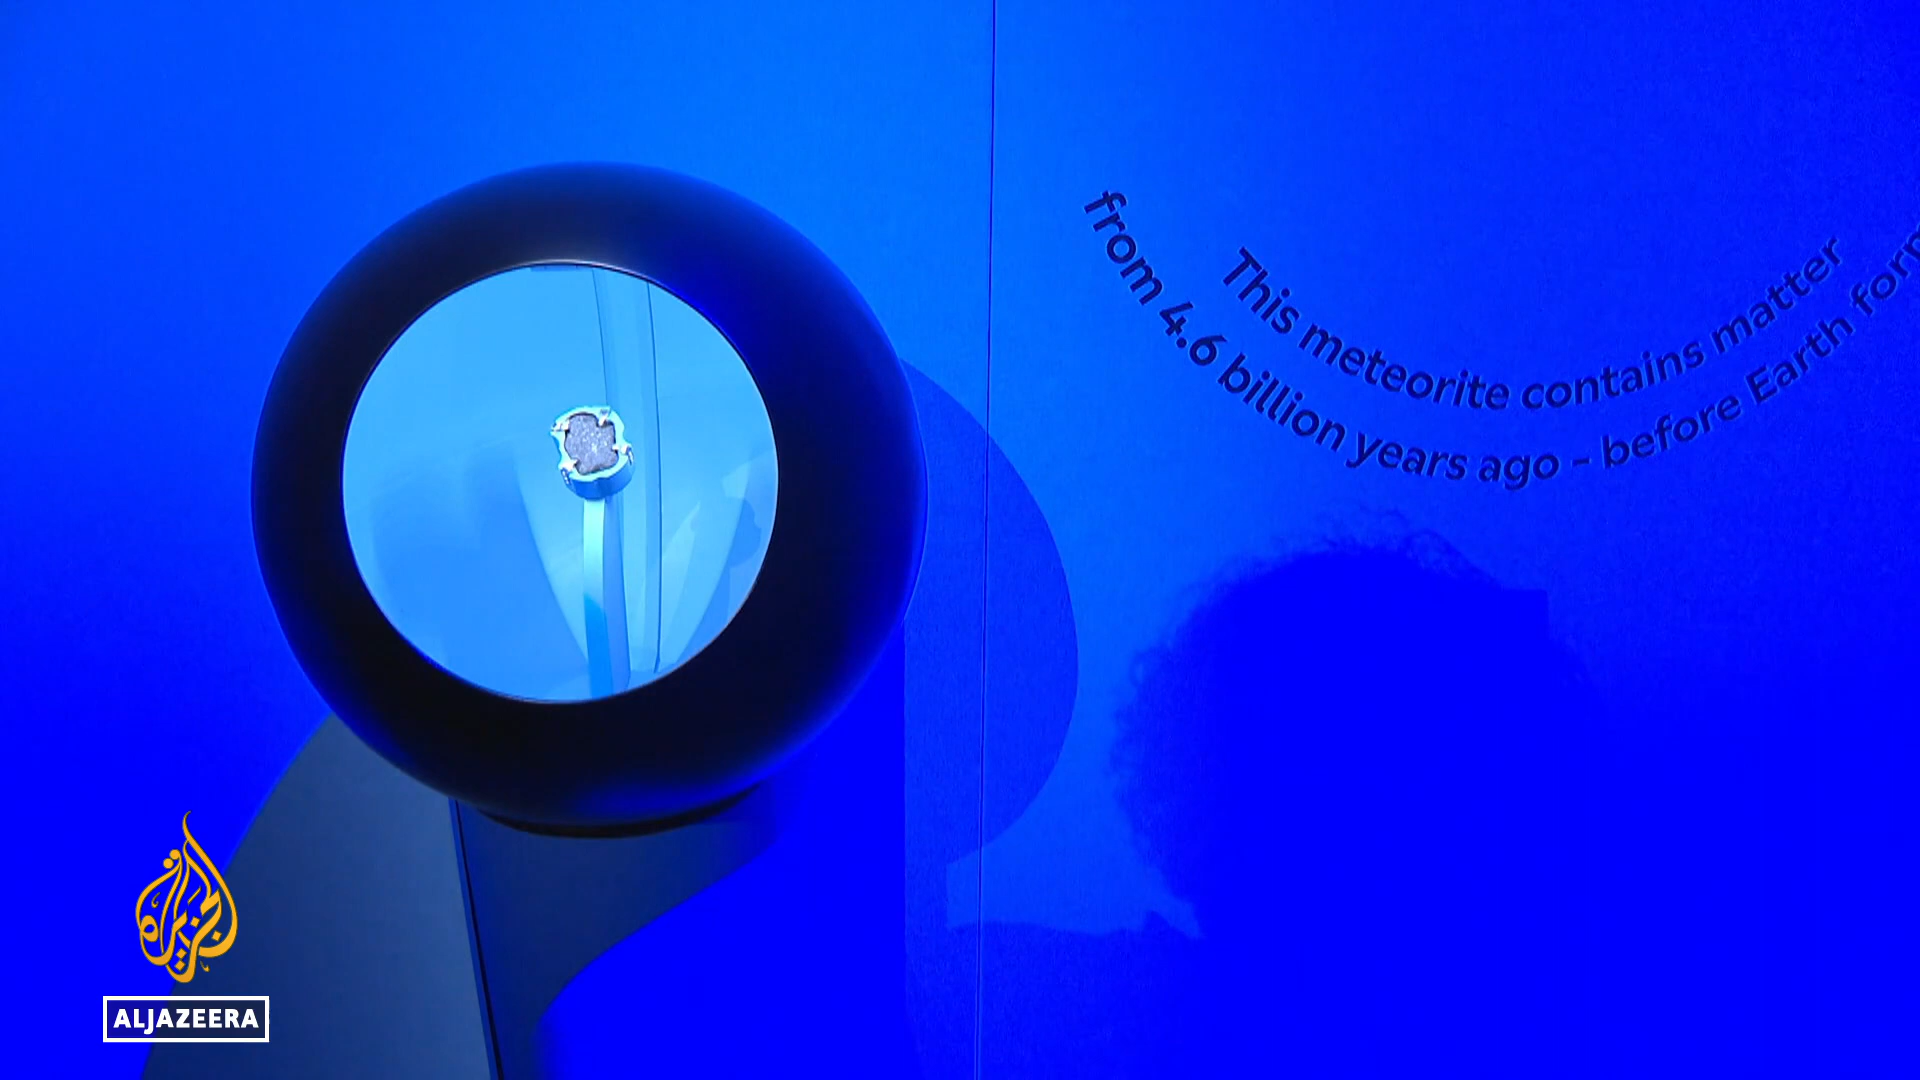 This meteorite contains matter
from 4.6 billion years ago – before Earth
الجزيرة
ALJAZEERA